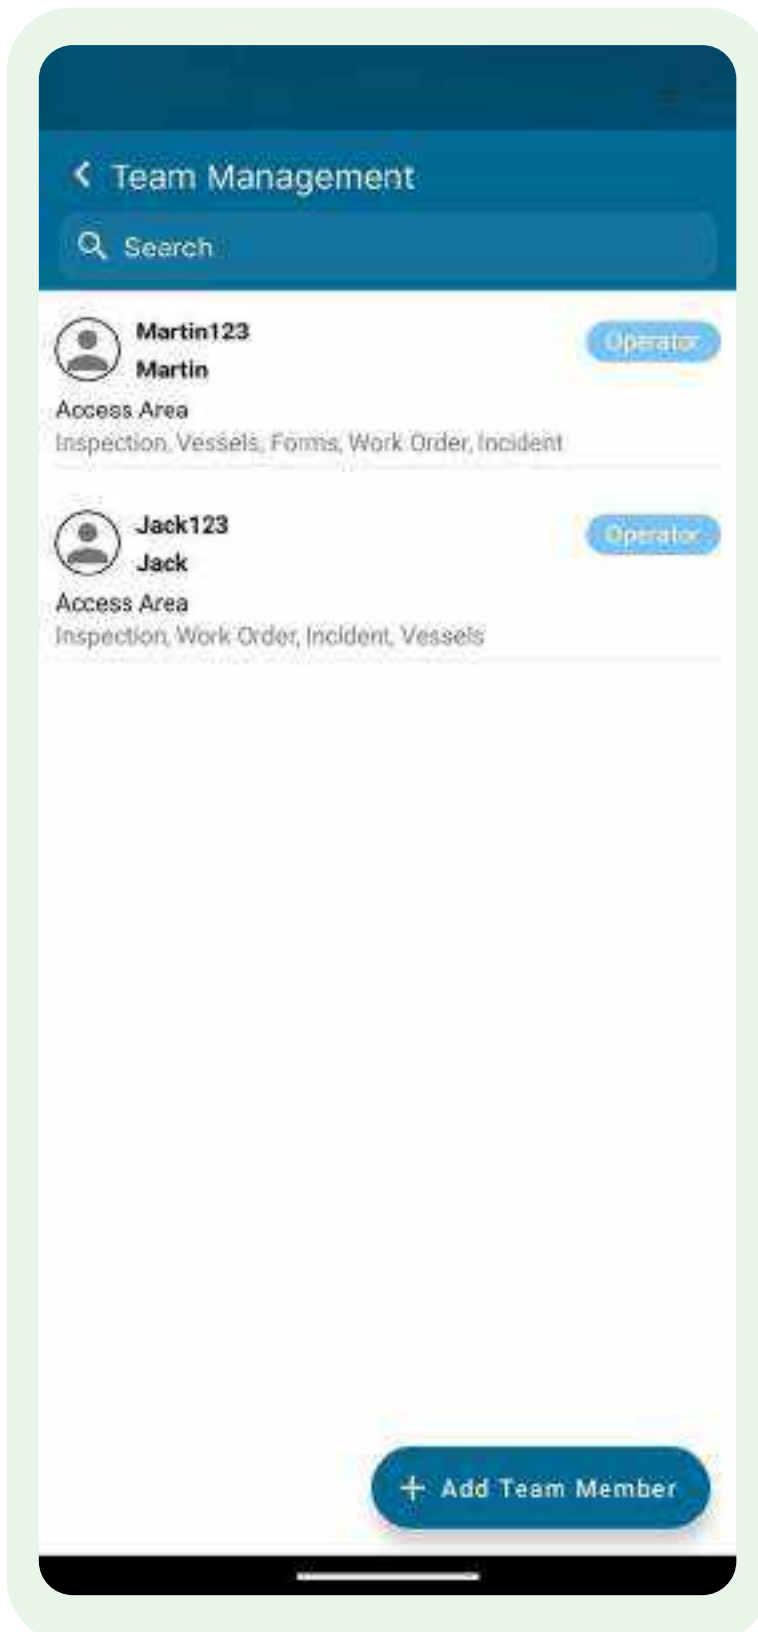 Team Management
Search
Martin123
Operator
Martin
Access Area
Inspection, Vessels, Forms, Work Order, Incident
Jack123
Operator
Jack
Access Area
Inspection, Work Order, Incident, Vessels
+ Add Team Member